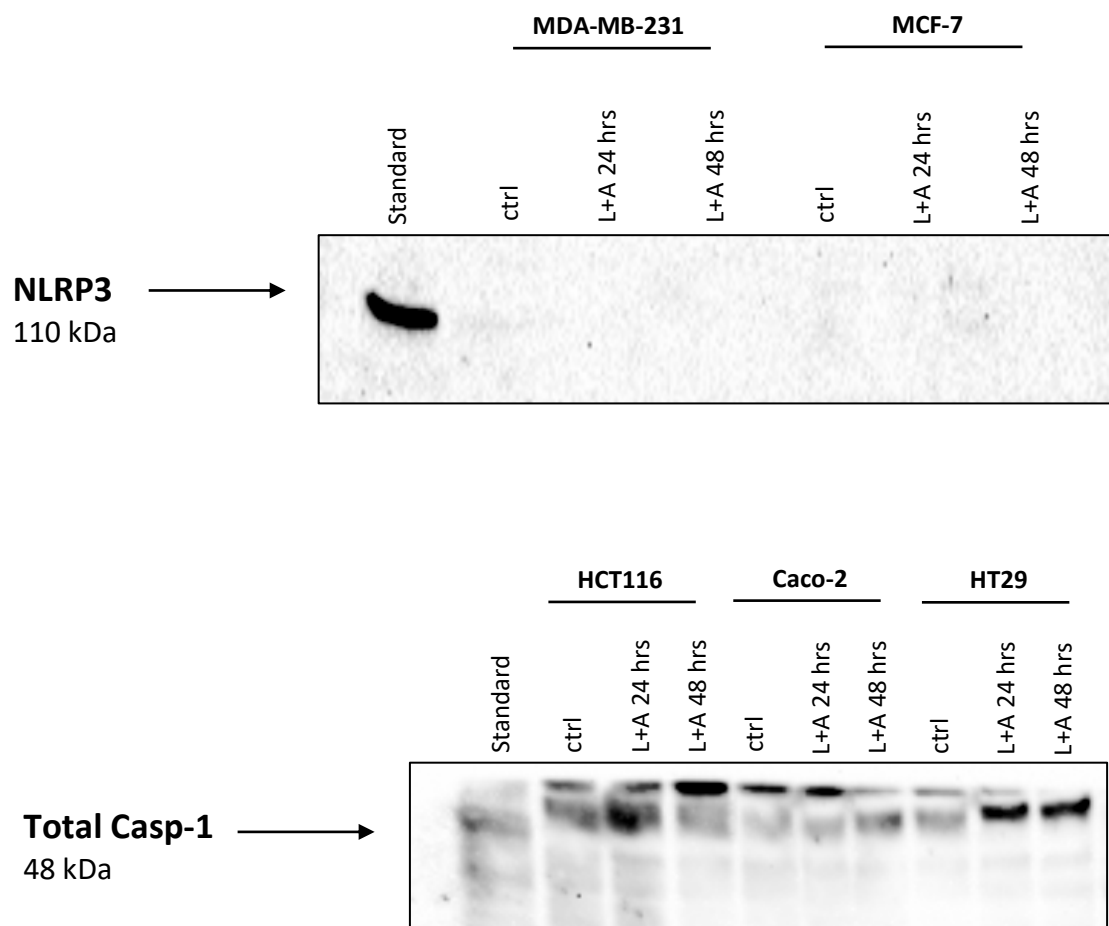 MDA-MB-231
MCF-7
Standard
ctrl
L+A 24 hrs
L+A 48 hrs
ctrl
L+A 24 hrs
L+A 48 hrs
NLRP3
110 kDa
HCT116
Caco-2
HT29
Standard
ctrl
L+A 24 hrs
L+A 48 hrs
ctrl
L+A 24 hrs
L+A 48 hrs
ctrl
L+A 24 hrs
L+A 48 hrs
Total Casp-1
48 kDa